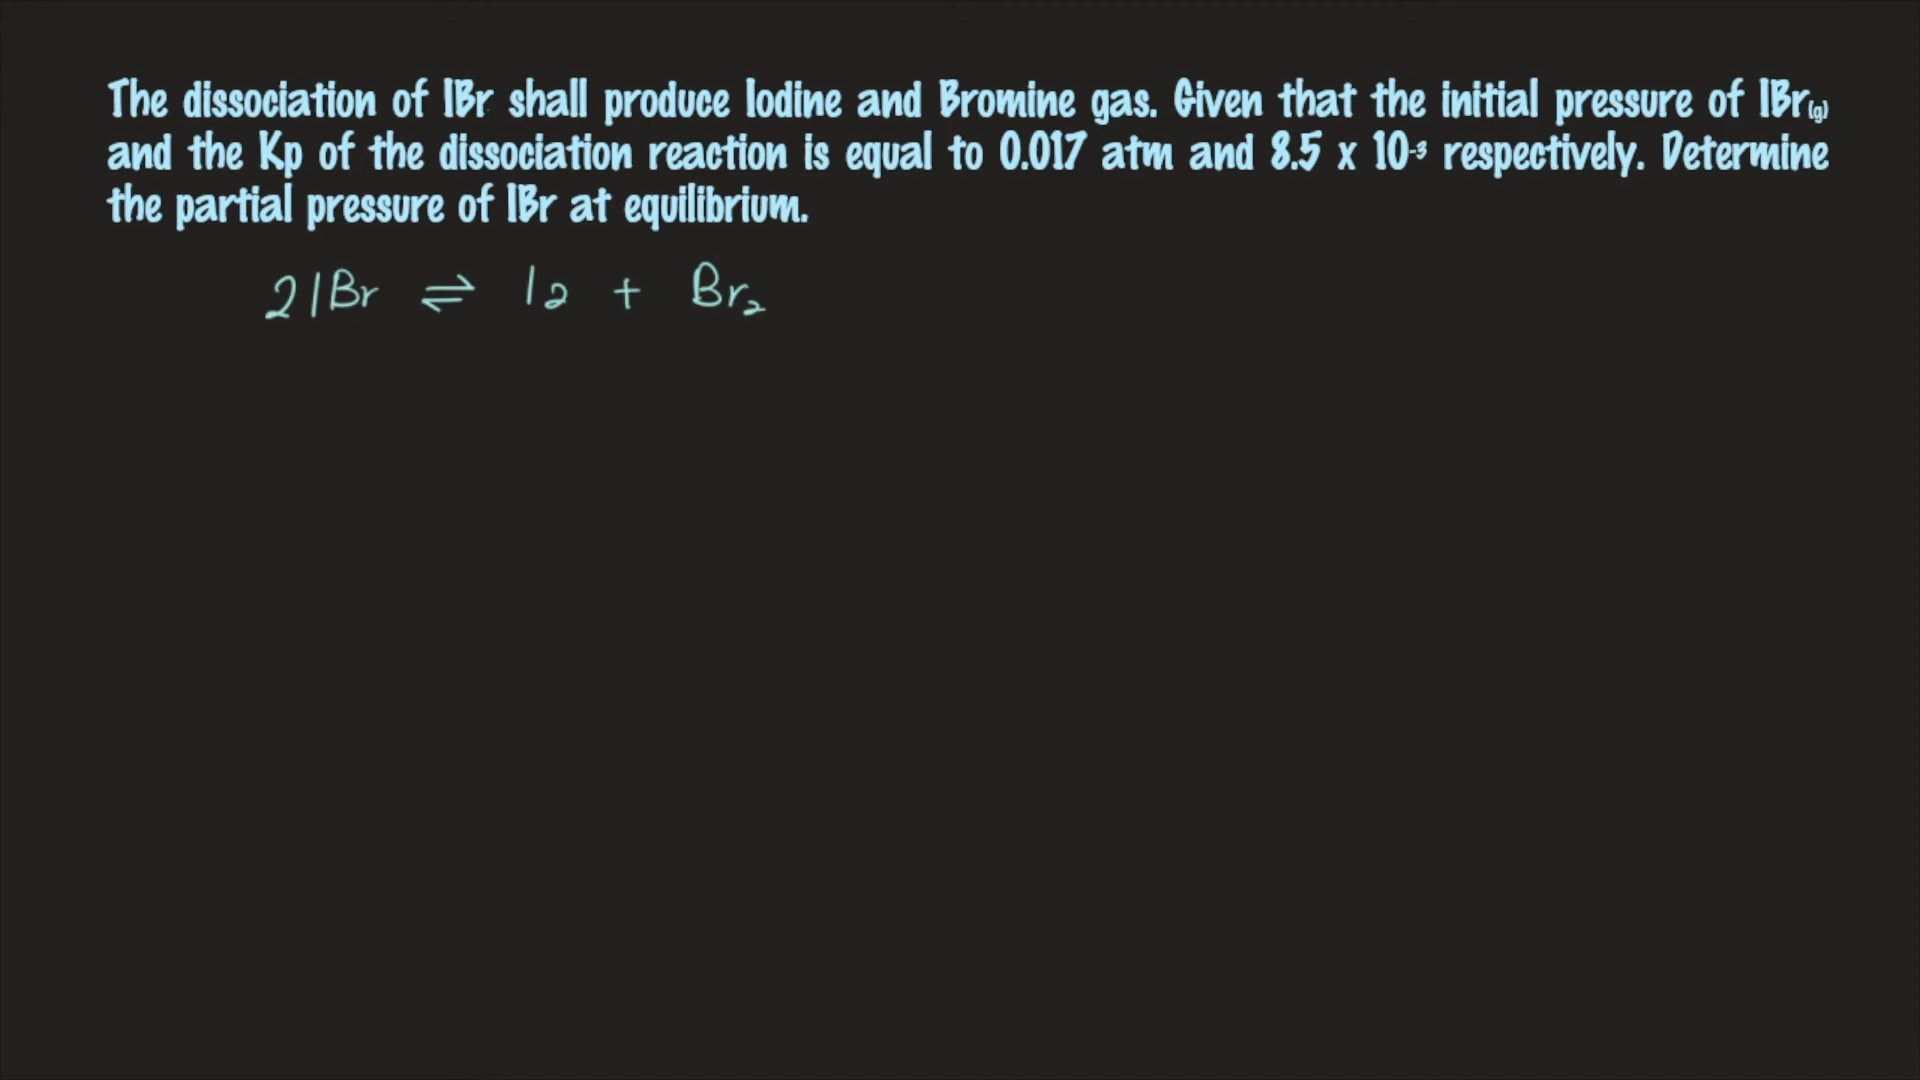 The dissociation of IBr shall produce Iodine and Bromine gas. Given that the initial pressure of IBr(g)
and the Kp of the dissociation reaction is equal to 0.017 atm and 8.5 x 10-3 respectively. Determine
the partial pressure of IBr at equilibrium.
2IBr ⇌ I2 + Br2